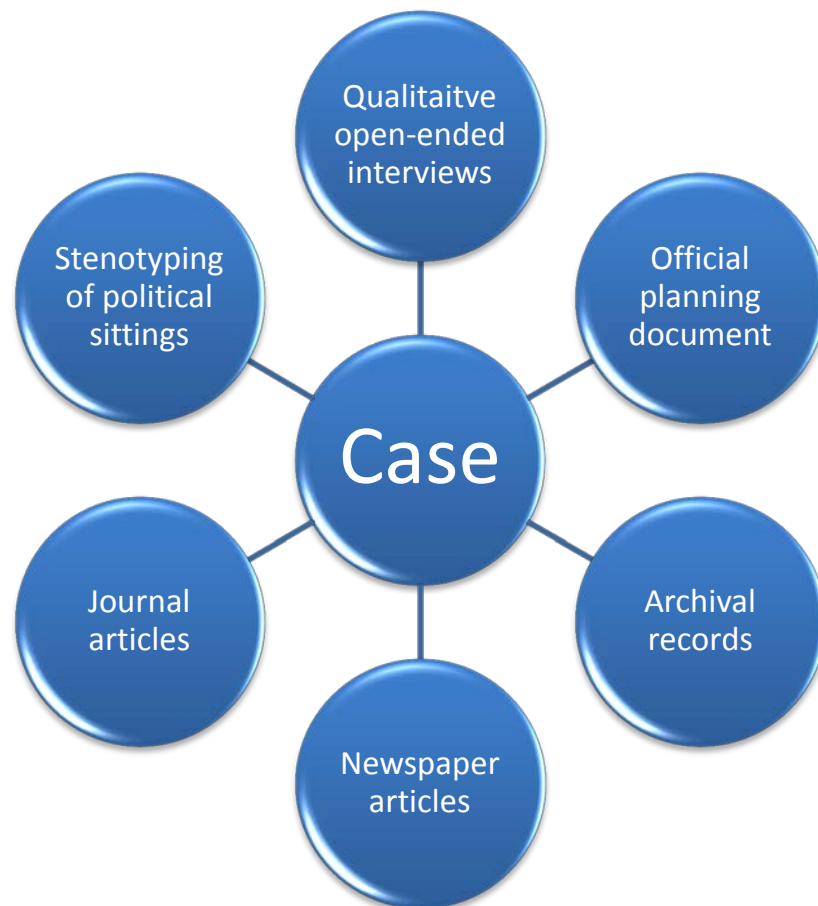 Qualitaitve
open-ended
interviews
Stenotyping
of political
sittings
Official
planning
document
Case
Journal
articles
Archival
records
Newspaper
articles